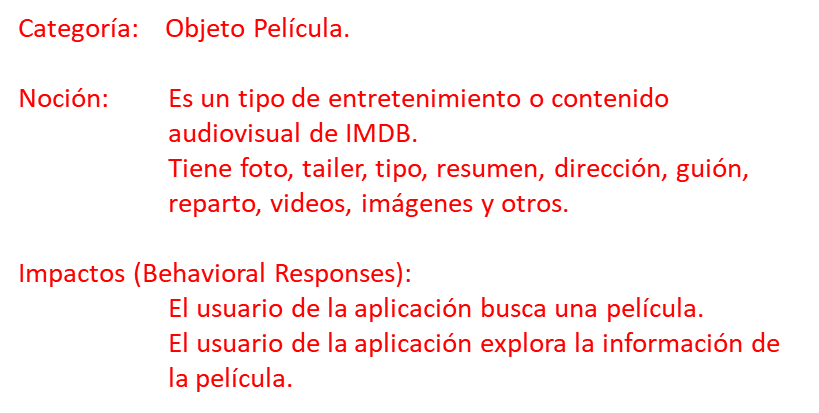 Categoría: Objeto Película.
Noción: Es un tipo de entretenimiento o contenido
audiovisual de IMDB.
Tiene foto, tailer, tipo, resumen, dirección, guión,
reparto, videos, imágenes y otros.
Impactos (Behavioral Responses):
El usuario de la aplicación busca una película.
El usuario de la aplicación explora la información de
la película.